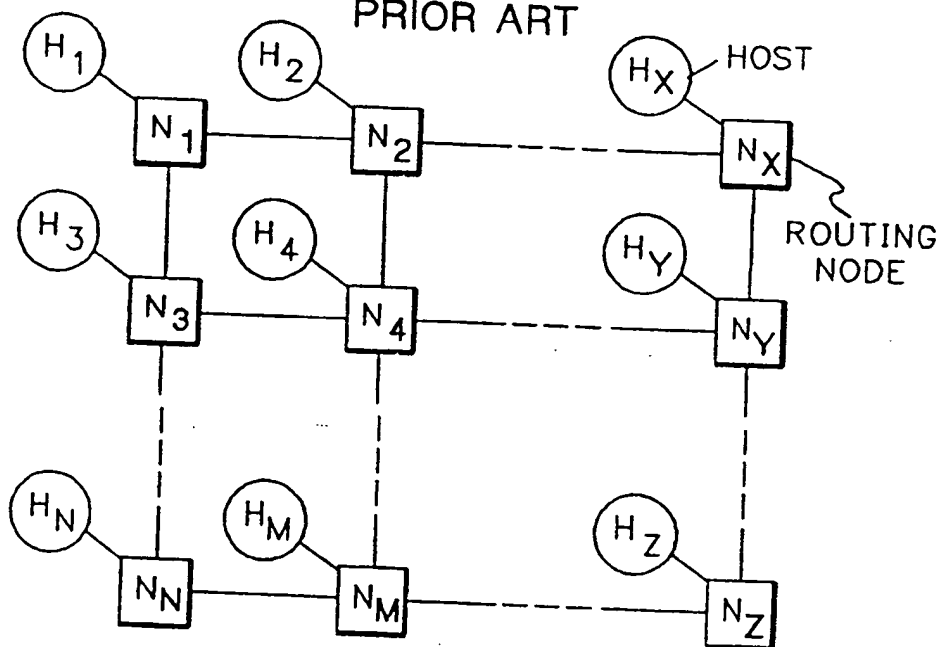 PRIOR ART
H1
H2
HX
HOST
N1
N2
NX
H3
H4
HY
ROUTING
NODE
N3
N4
NY
HN
HM
HZ
NN
NM
NZ